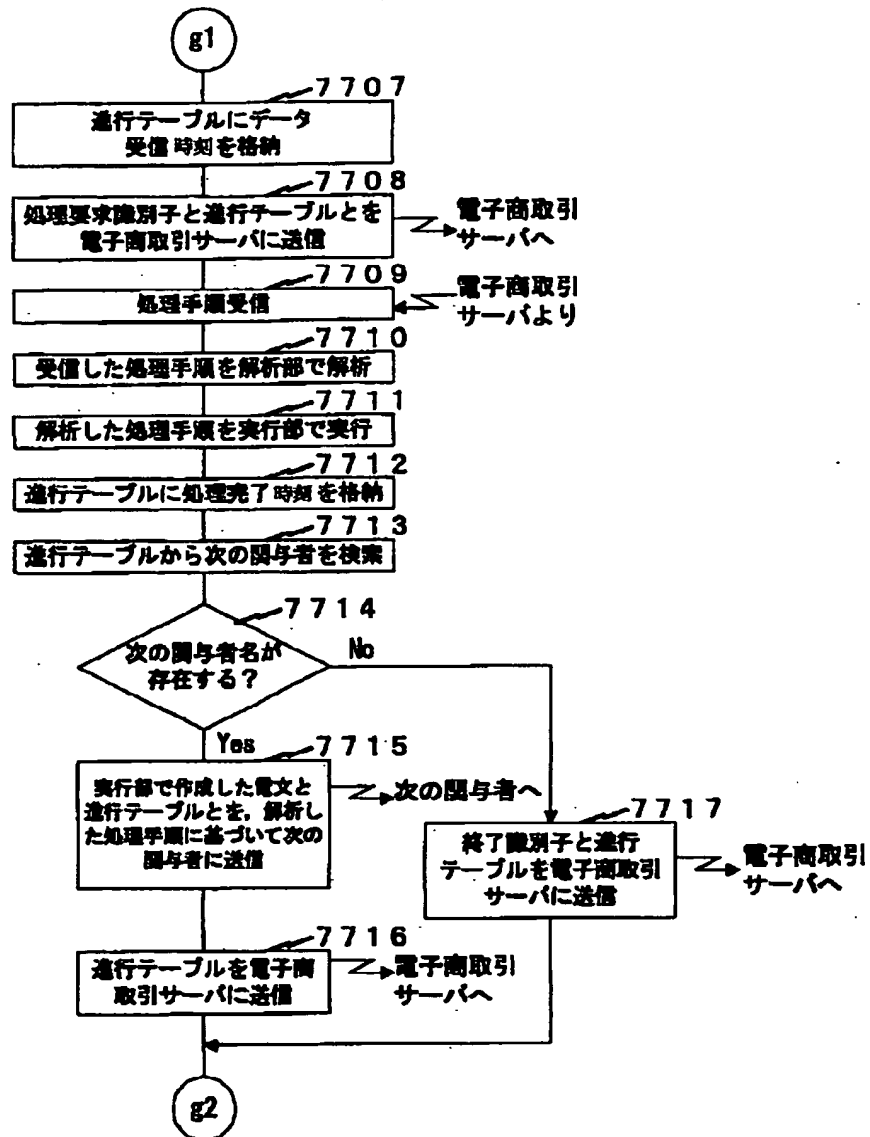 g1
7707
進行テーブルにデータ
受信時刻を格納
7708
処理要求識別子と進行テーブルとを
電子商取引サーバに送信
電子商取引
サーバへ
7709
処理手順受信
電子商取引
サーバより
7710
受信した処理手順を解析部で解析
7711
解析した処理手順を実行部で実行
7712
進行テーブルに処理完了時刻を格納
7713
進行テーブルから次の関与者を検索
7714
次の関与者名が
存在する?
No
Yes
7715
実行部で作成した電文と
進行テーブルとを,解析し
た処理手順に基づいて次の
関与者に送信
次の関与者へ
7717
終了識別子と進行
テーブルを電子商取引
サーバに送信
電子商取引
サーバへ
7716
進行テーブルを電子商
取引サーバに送信
電子商取引
サーバへ
g2